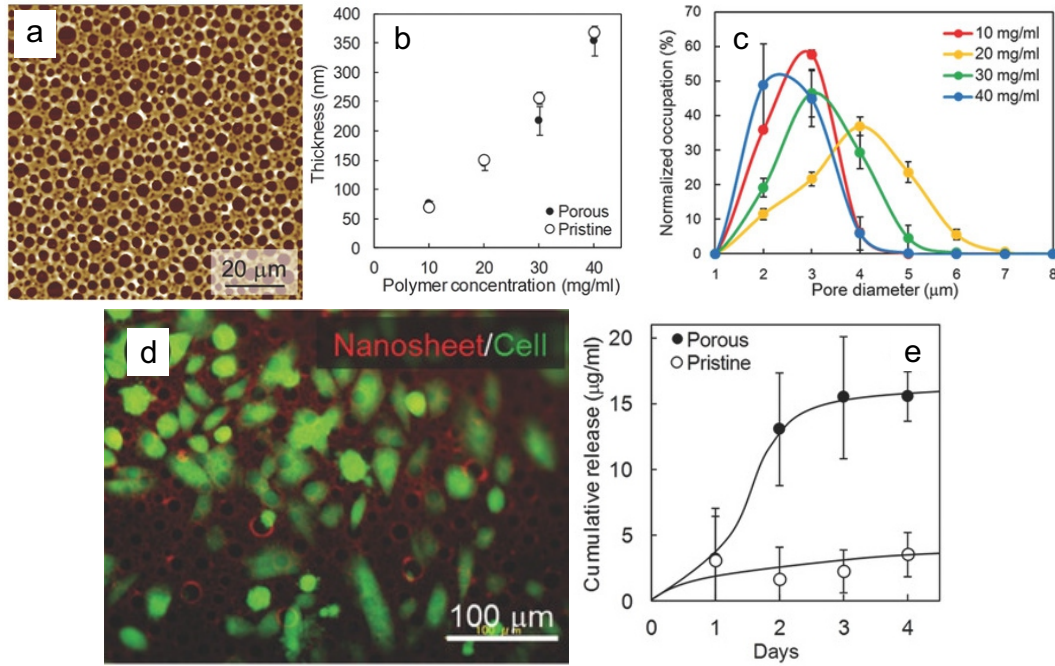 a
20 μm
b
Thickness (nm)
400
350
300
250
200
150
100
50
0
0 10 20 30 40
Polymer concentration (mg/ml)
Porous
Pristine
c
Normalized occupation (%)
70
60
50
40
30
20
10
0
1 2 3 4 5 6 7 8
Pore diameter (μm)
10 mg/ml
20 mg/ml
30 mg/ml
40 mg/ml
d
Nanosheet/Cell
100 μm
100 μm
e
Cumulative release (μg/ml)
20
15
10
5
0
0 1 2 3 4
Days
Porous
Pristine